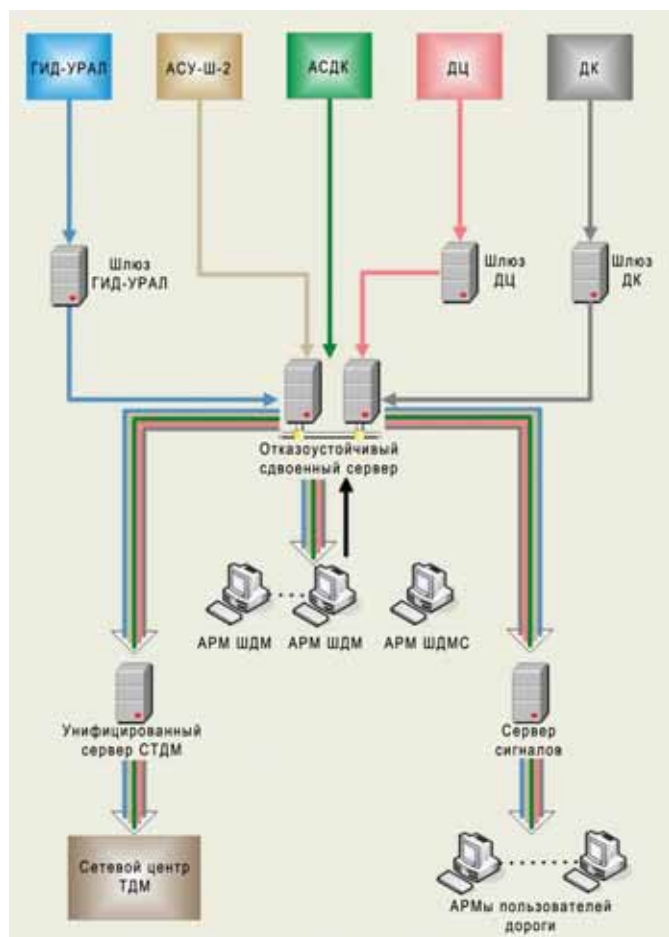 ГИД-УРАЛ
АСУ-Ш-2
АСДК
ДЦ
ДК
Шлюз
ГИД-УРАЛ
Шлюз
ДЦ
Шлюз
ДК
Отказоустойчивый
сдвоенный сервер
АРМ ШДМ
АРМ ШДМ
АРМ ШДМС
Унифицированный
сервер СТДМ
Сервер
сигналов
Сетевой центр
ТДМ
АРМы пользователей
дороги